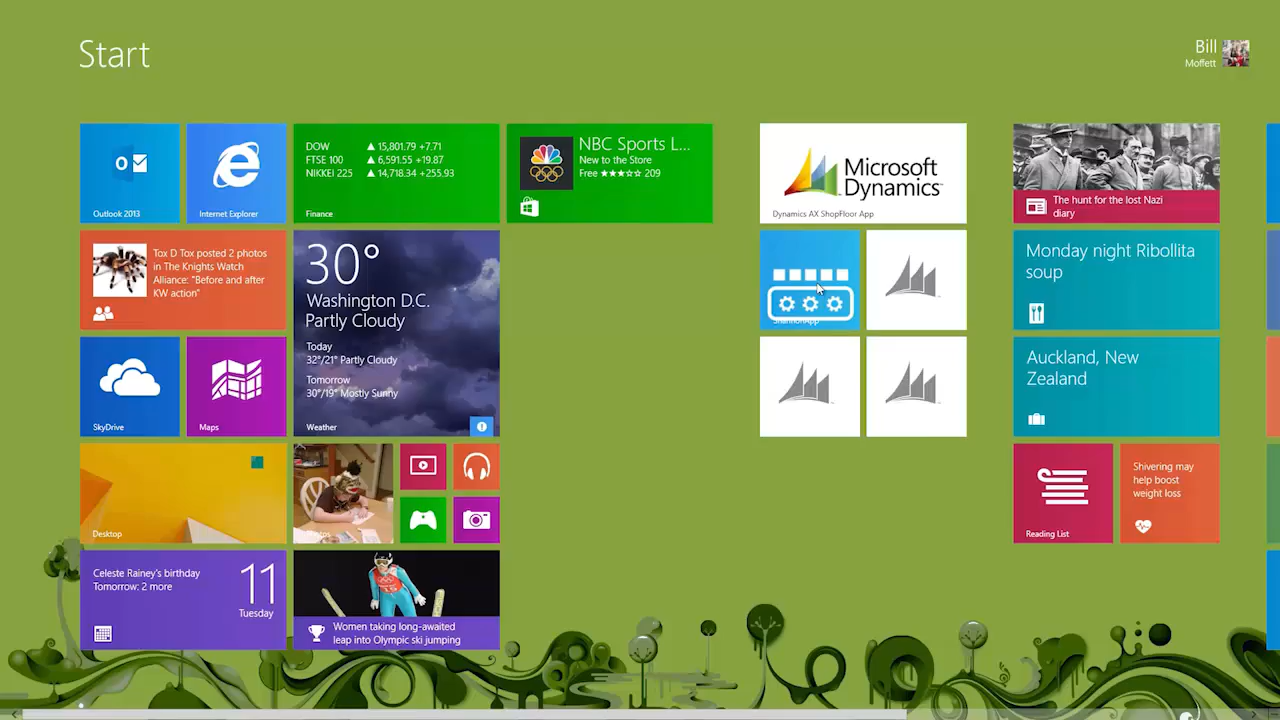 Start
Bill
Moffett
Outlook 2013
Internet Explorer
DOW ▲ 15,801.79 +7.71
FTSE 100 ▲ 6,591.55 +19.87
NIKKEI 225 ▲ 14,718.34 +255.93
Finance
NBC Sports L...
New to the Store
Free ★★★☆☆ 209
Microsoft
Dynamics
Dynamics AX ShopFloor App
The hunt for the lost Nazi
diary
Tox D Tox posted 2 photos
in The Knights Watch
Alliance: "Before and after
KW action"
30°
Washington D.C.
Partly Cloudy
Today
32°/21° Partly Cloudy
Tomorrow
30°/19° Mostly Sunny
Weather
Monday night Ribollita
soup
SkyDrive
Maps
Auckland, New
Zealand
Desktop
Reading List
Shivering may
help boost
weight loss
Celeste Rainey's birthday
Tomorrow: 2 more
11
Tuesday
Women taking long-awaited
leap into Olympic ski jumping